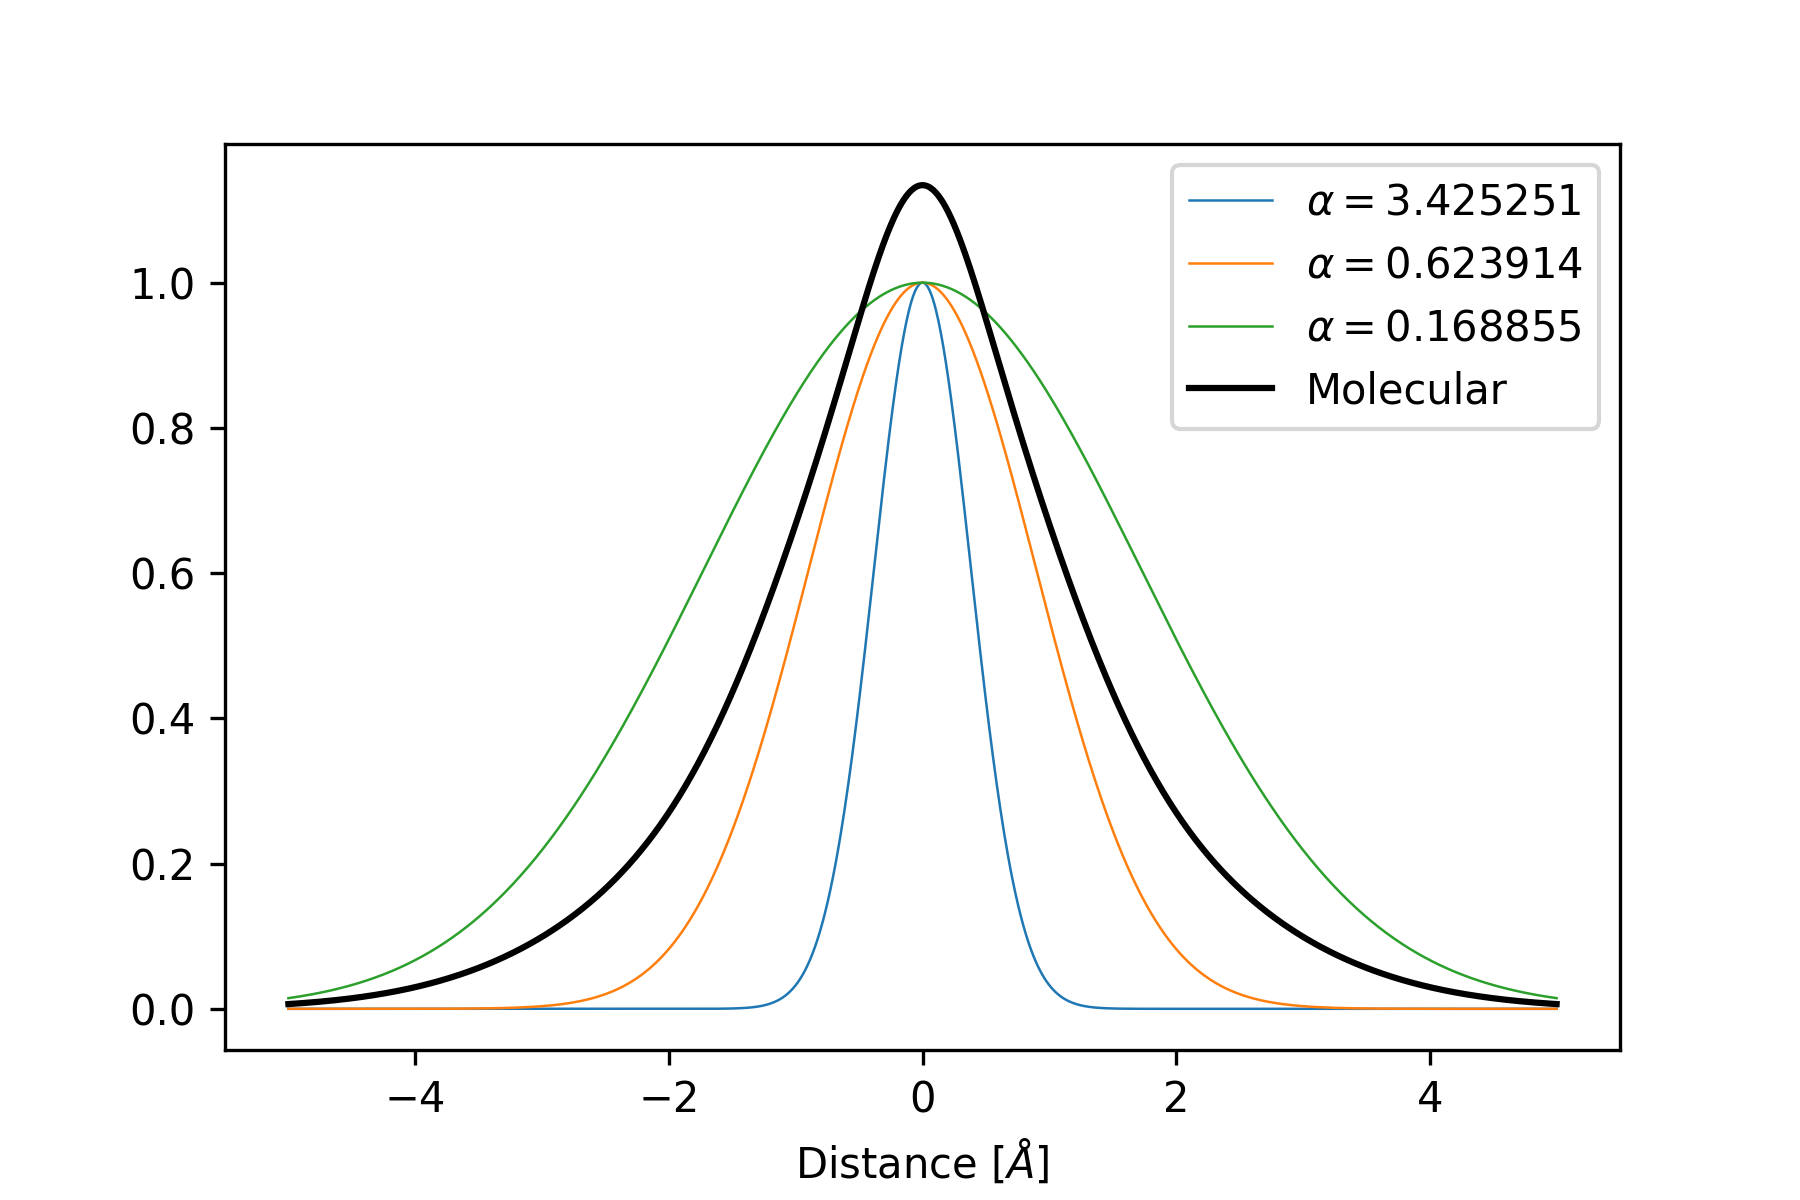 α = 3.425251
α = 0.623914
α = 0.168855
Molecular
1.0
0.8
0.6
0.4
0.2
0.0
−4 −2 0 2 4
Distance [Å]